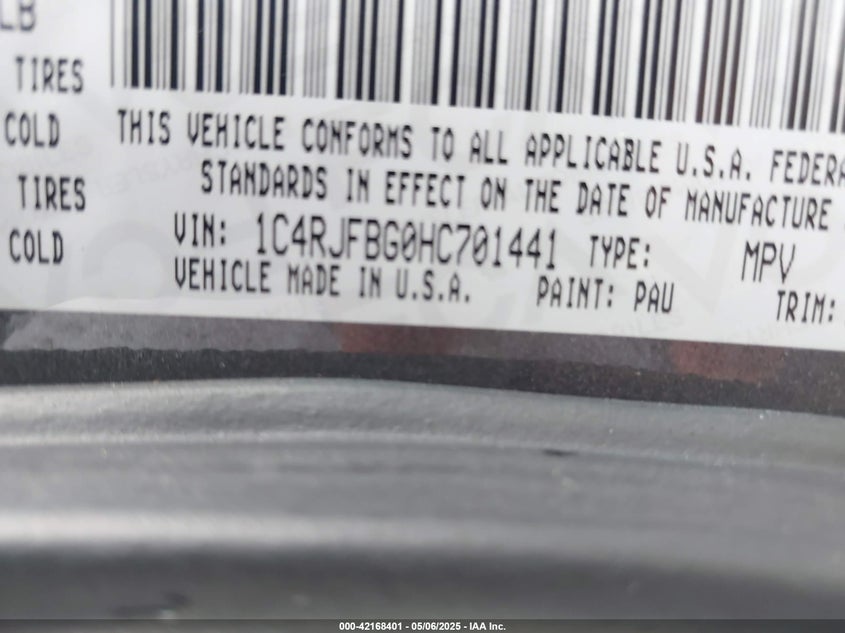 LB
TIRES
COLD
TIRES
COLD
THIS VEHICLE CONFORMS TO ALL APPLICABLE U.S.A. FEDERA
STANDARDS IN EFFECT ON THE DATE OF MANUFACTURE
VIN: 1C4RJFBG0HC701441 TYPE: MPV
VEHICLE MADE IN U.S.A. PAINT: PAU TRIM:
000-42168401 - 05/06/2025 - IAA Inc.